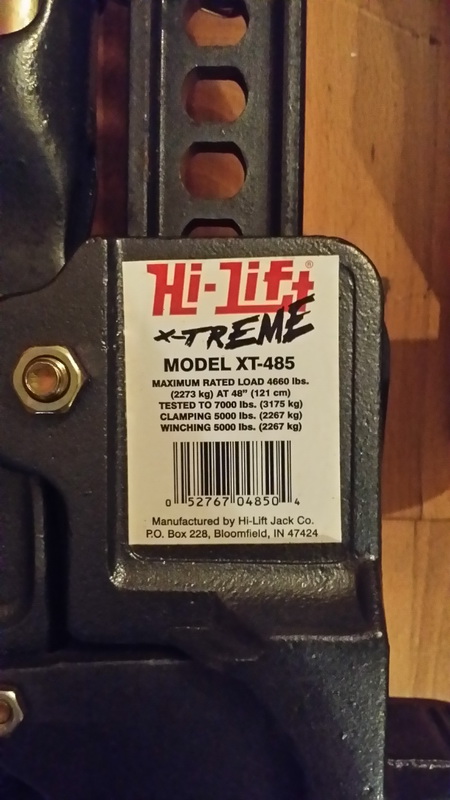 Hi-Lift®
X-TREME
MODEL XT-485
MAXIMUM RATED LOAD 4660 lbs.
(2273 kg) AT 48" (121 cm)
TESTED TO 7000 lbs. (3175 kg)
CLAMPING 5000 lbs. (2267 kg)
WINCHING 5000 lbs. (2267 kg)
0 52767 04850 4
Manufactured by Hi-Lift Jack Co.
P.O. Box 228, Bloomfield, IN 47424